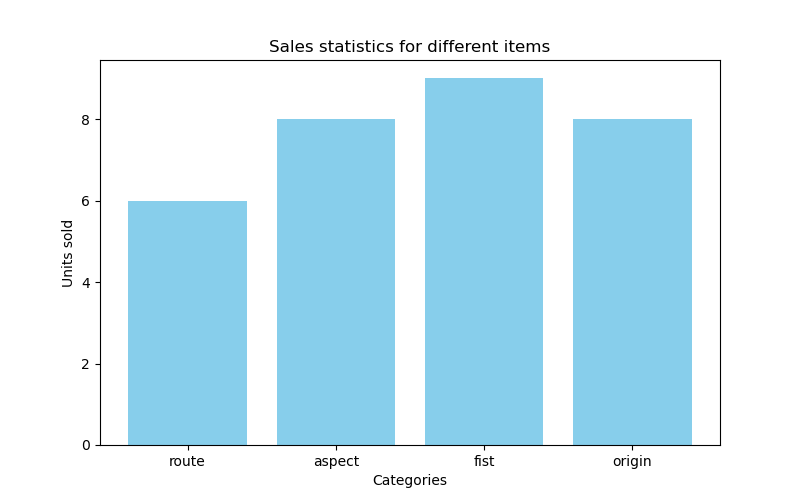 Sales statistics for different items
Units sold
8
6
4
2
0
route aspect fist origin
Categories